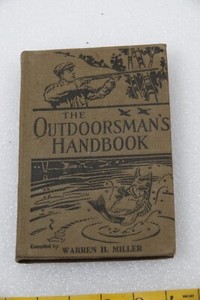 THE
OUTDOORSMAN'S
HANDBOOK
Compiled by WARREN H. MILLER